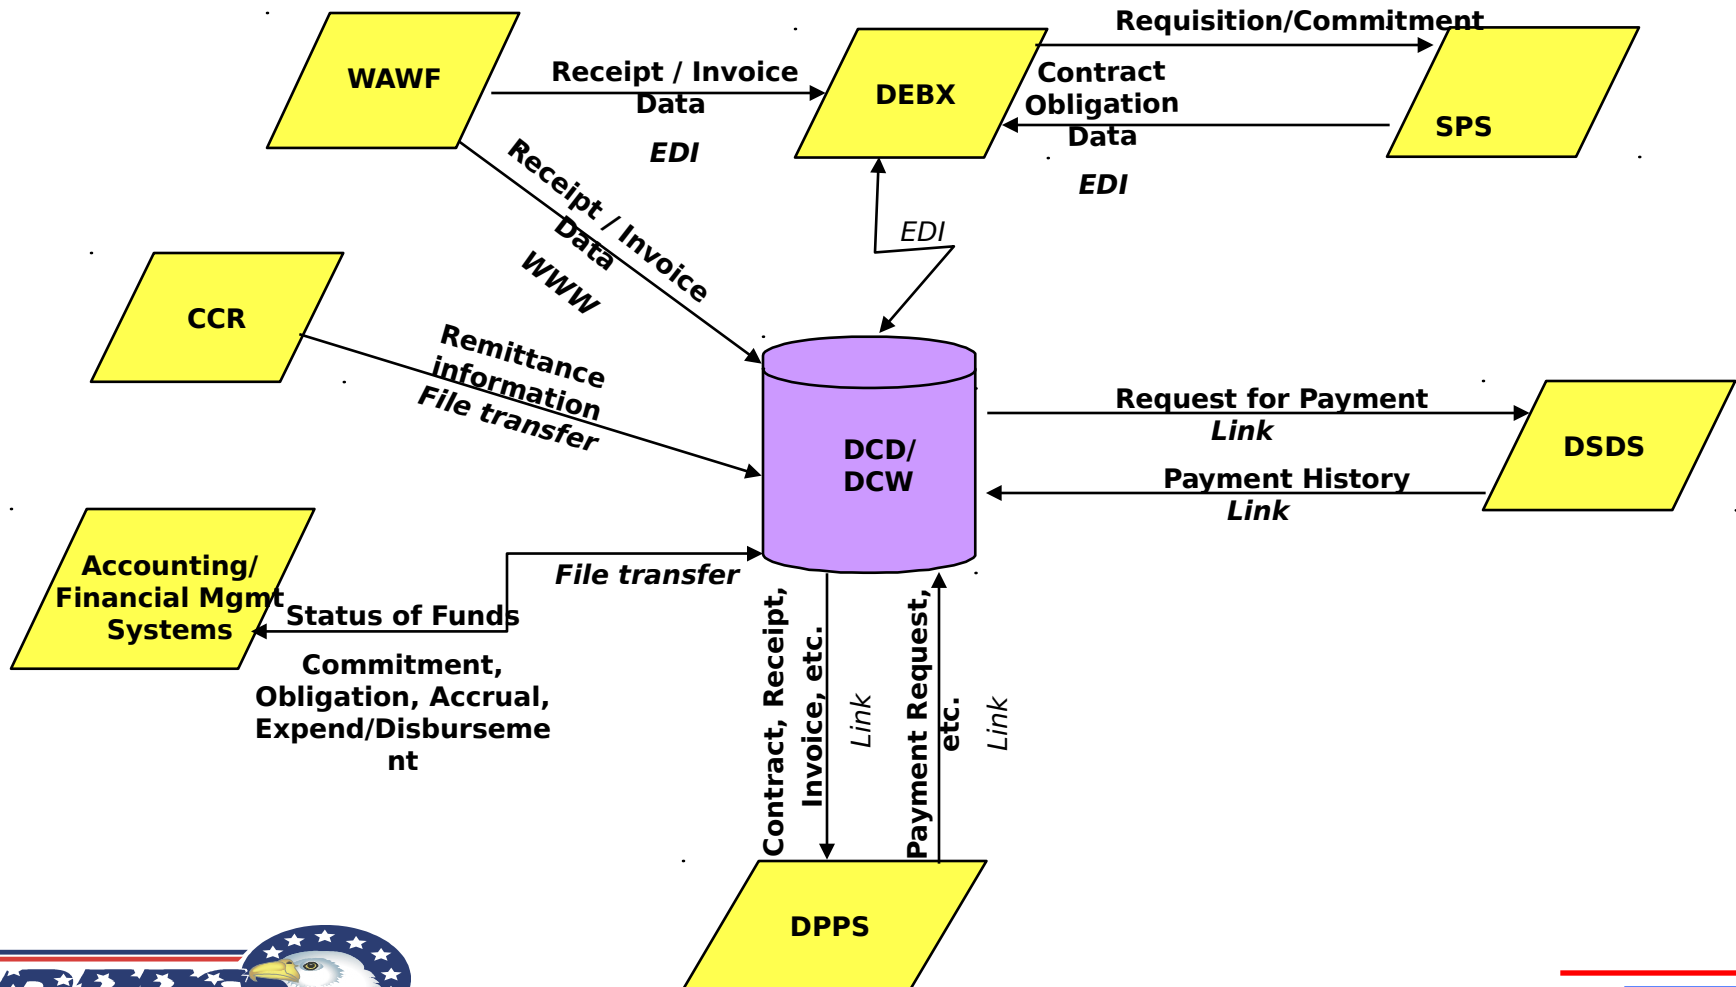 Requisition/Commitment
WAWF
Receipt / Invoice
Data
EDI
DEBX
Contract
Obligation
Data
EDI
SPS
Receipt / Invoice
Data
WWW
EDI
CCR
Remittance
information
File transfer
DCD/
DCW
Request for Payment
Link
DSDS
Payment History
Link
Accounting/
Financial Mgmt
Systems
File transfer
Status of Funds
Commitment,
Obligation, Accrual,
Expend/Disburseme
nt
Contract, Receipt,
Invoice, etc.
Link
Payment Request,
etc.
Link
DPPS